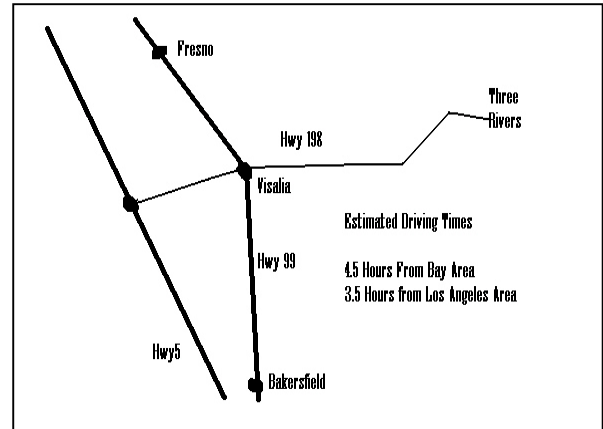 Fresno
Three
Rivers
Hwy 198
Visalia
Estimated Driving Times
Hwy 99
4.5 Hours From Bay Area
3.5 Hours from Los Angeles Area
Hwy5
Bakersfield